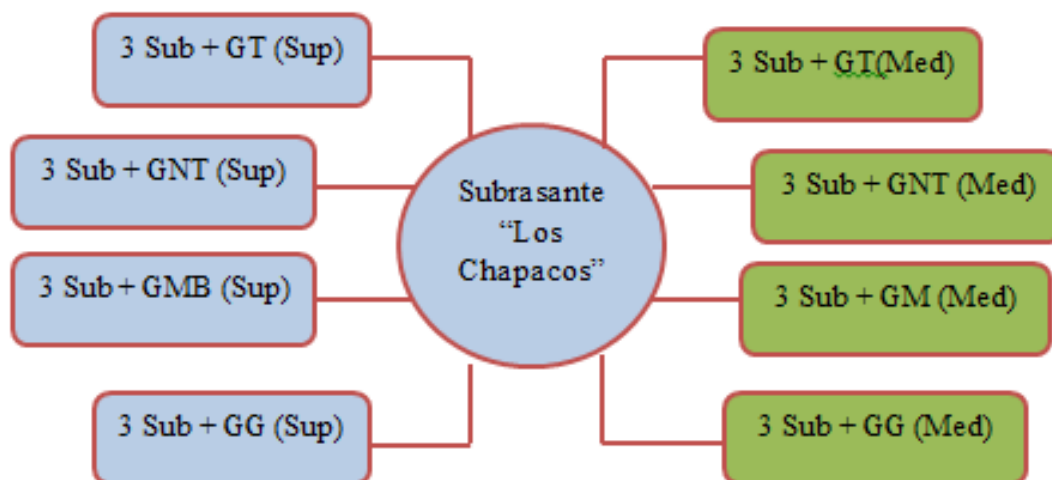 3 Sub + GT (Sup)
3 Sub + GNT (Sup)
3 Sub + GMB (Sup)
3 Sub + GG (Sup)
Subrasante
“Los
Chapacos”
3 Sub + GT(Med)
3 Sub + GNT (Med)
3 Sub + GM (Med)
3 Sub + GG (Med)